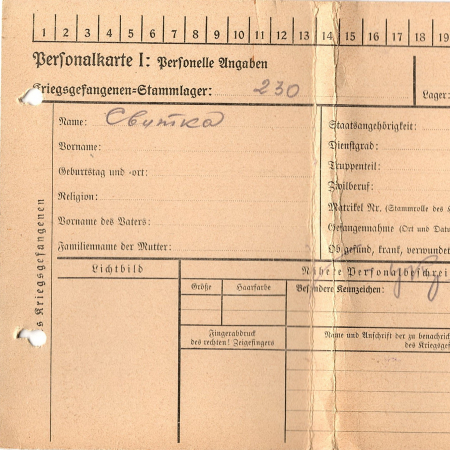 1 2 3 4 5 6 7 8 9 10 11 12 13 14 15 16 17 18 19
Personalkarte I: Personelle Angaben
Kriegsgefangenen-Stammlager: 230
Lager:
Name: Свутка
Vorname:
Geburtstag und -ort:
Religion:
Vorname des Vaters:
Familienname der Mutter:
Staatsangehörigkeit:
Dienstgrad:
Truppenteil:
Zivilberuf:
Matrikel Nr. (Stammrolle des K
Gefangennahme (Ort und Datu
Ob gesund, krank, verwundet
s Kriegsgefangenen
Lichtbild
Nähere Personalbeschrei
Größe
Haarfarbe
Besondere Kennzeichen:
Fingerabdruck
des rechten! Zeigefingers
Name und Anschrift der zu benachric
des Kriegsgef